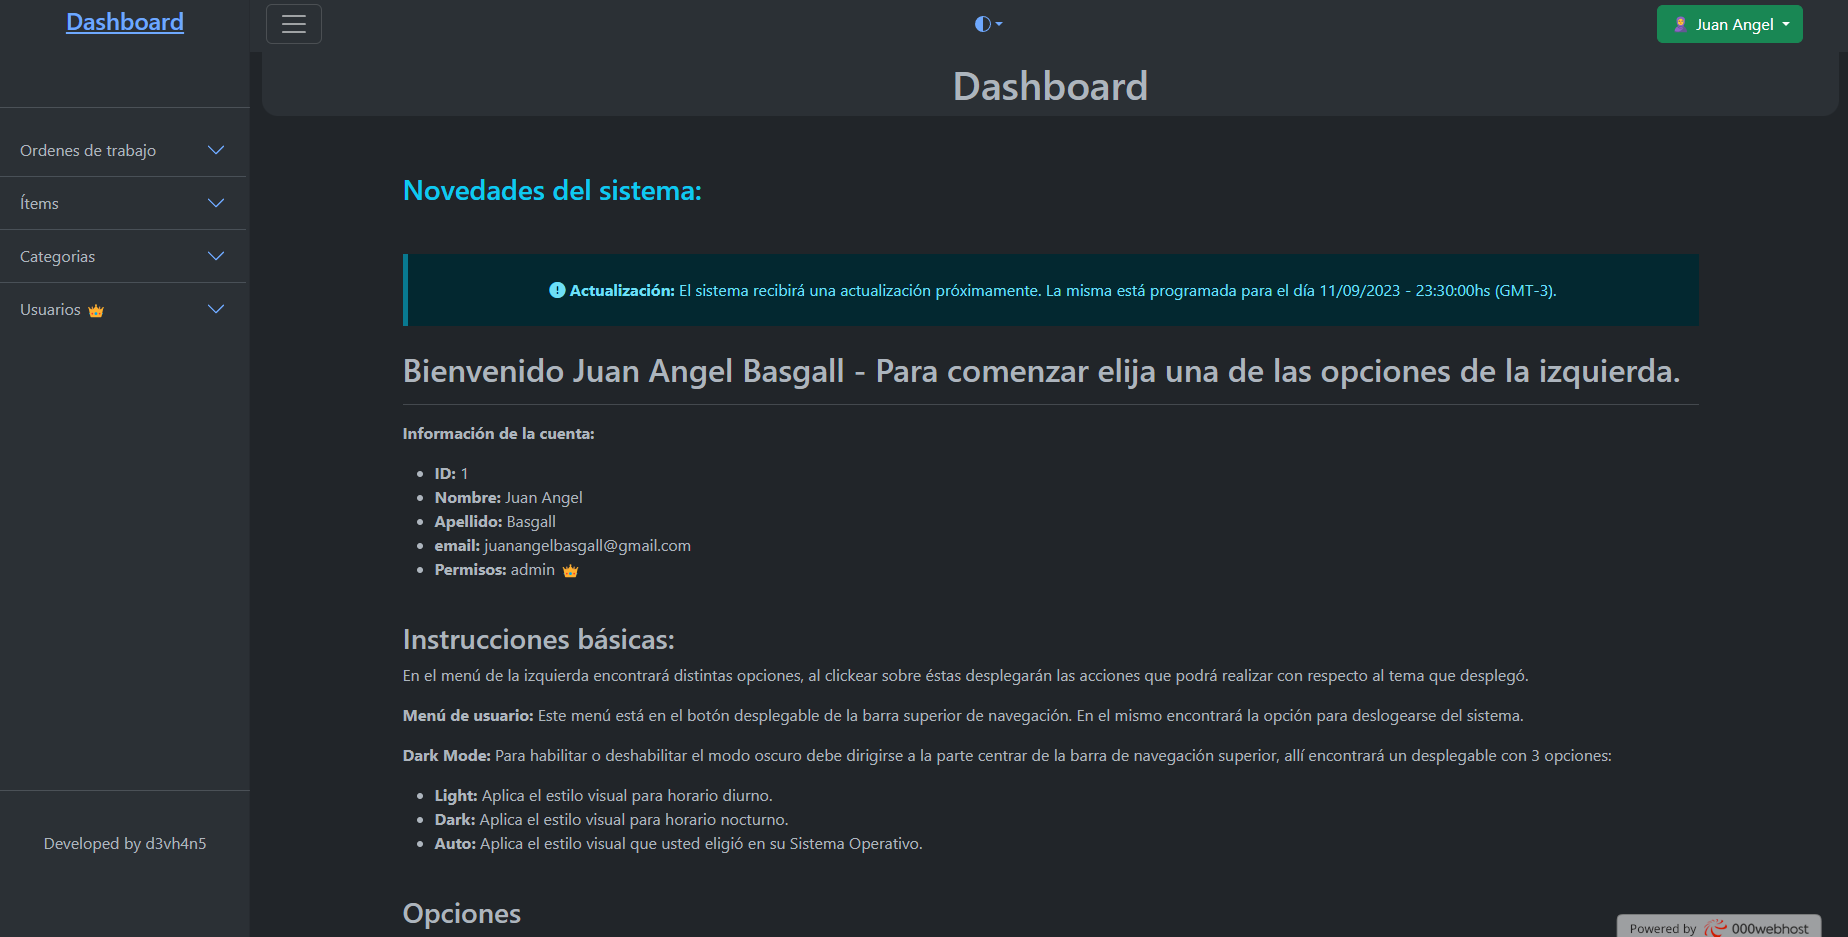 Dashboard
Juan Angel
Dashboard
Ordenes de trabajo
Ítems
Categorias
Usuarios
Novedades del sistema:
Actualización: El sistema recibirá una actualización próximamente. La misma está programada para el día 11/09/2023 - 23:30:00hs (GMT-3).
Bienvenido Juan Angel Basgall - Para comenzar elija una de las opciones de la izquierda.
Información de la cuenta:
ID: 1
Nombre: Juan Angel
Apellido: Basgall
email: juanangelbasgall@gmail.com
Permisos: admin
Instrucciones básicas:
En el menú de la izquierda encontrará distintas opciones, al clickear sobre éstas desplegarán las acciones que podrá realizar con respecto al tema que desplegó.
Menú de usuario: Este menú está en el botón desplegable de la barra superior de navegación. En el mismo encontrará la opción para deslogearse del sistema.
Dark Mode: Para habilitar o deshabilitar el modo oscuro debe dirigirse a la parte centrar de la barra de navegación superior, allí encontrará un desplegable con 3 opciones:
Light: Aplica el estilo visual para horario diurno.
Dark: Aplica el estilo visual para horario nocturno.
Auto: Aplica el estilo visual que usted eligió en su Sistema Operativo.
Opciones
Developed by d3vh4n5
Powered by 000webhost